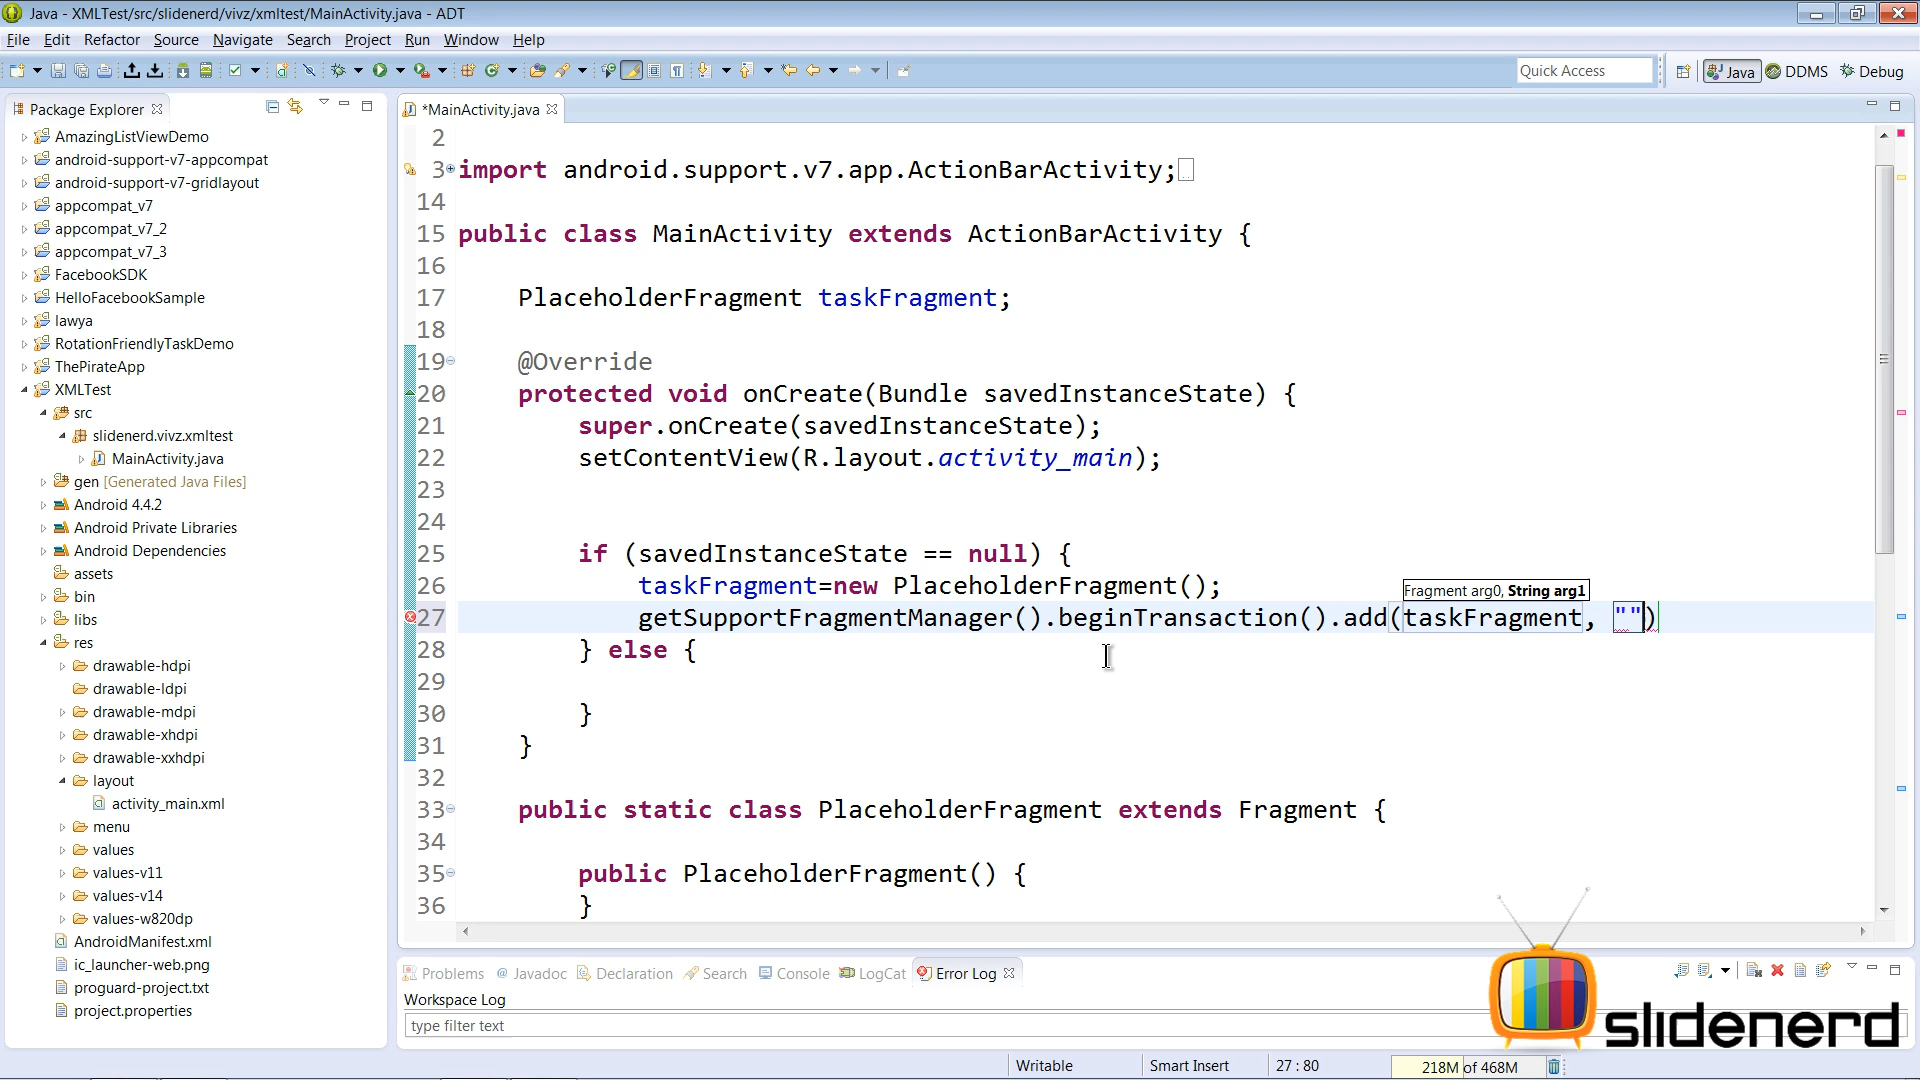 Java - XMLTest/src/slidenerd/vivz/xmltest/MainActivity.java - ADT
File Edit Refactor Source Navigate Search Project Run Window Help
Quick Access Java DDMS Debug
Package Explorer
AmazingListViewDemo
android-support-v7-appcompat
android-support-v7-gridlayout
appcompat_v7
appcompat_v7_2
appcompat_v7_3
FacebookSDK
HelloFacebookSample
lawya
RotationFriendlyTaskDemo
ThePirateApp
XMLTest
src
slidenerd.vivz.xmltest
MainActivity.java
gen [Generated Java Files]
Android 4.4.2
Android Private Libraries
Android Dependencies
assets
bin
libs
res
drawable-hdpi
drawable-ldpi
drawable-mdpi
drawable-xhdpi
drawable-xxhdpi
layout
activity_main.xml
menu
values
values-v11
values-v14
values-w820dp
AndroidManifest.xml
ic_launcher-web.png
proguard-project.txt
project.properties
*MainActivity.java
2
3 import android.support.v7.app.ActionBarActivity;
14
15 public class MainActivity extends ActionBarActivity {
16
17 PlaceholderFragment taskFragment;
18
19 @Override
20 protected void onCreate(Bundle savedInstanceState) {
21 super.onCreate(savedInstanceState);
22 setContentView(R.layout.activity_main);
23
24
25 if (savedInstanceState == null) {
26 taskFragment=new PlaceholderFragment();
Fragment arg0, String arg1
27 getSupportFragmentManager().beginTransaction().add(taskFragment, "")
28 } else {
29
30 }
31 }
32
33 public static class PlaceholderFragment extends Fragment {
34
35 public PlaceholderFragment() {
36 }
Problems @ Javadoc Declaration Search Console LogCat Error Log
Workspace Log
type filter text
slidenerd
Writable Smart Insert 27 : 80 218M of 468M